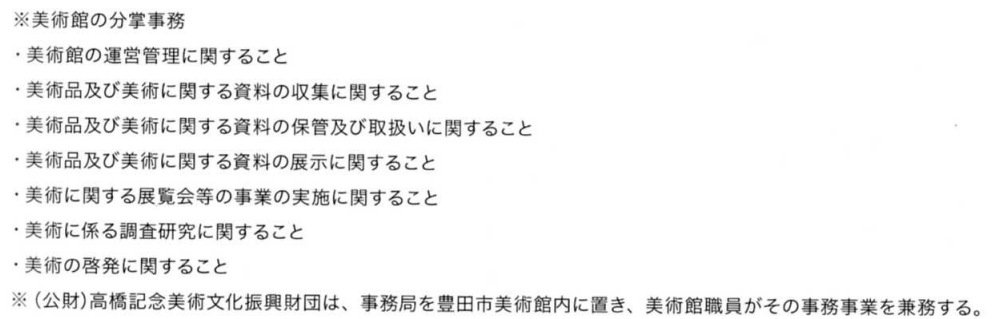 ※美術館の分掌事務
・美術館の運営管理に関すること
・美術品及び美術に関する資料の収集に関すること
・美術品及び美術に関する資料の保管及び取扱いに関すること
・美術品及び美術に関する資料の展示に関すること
・美術に関する展覧会等の事業の実施に関すること
・美術に係る調査研究に関すること
・美術の啓発に関すること
※（公財）高橋記念美術文化振興財団は、事務局を豊田市美術館内に置き、美術館職員がその事務事業を兼務する。